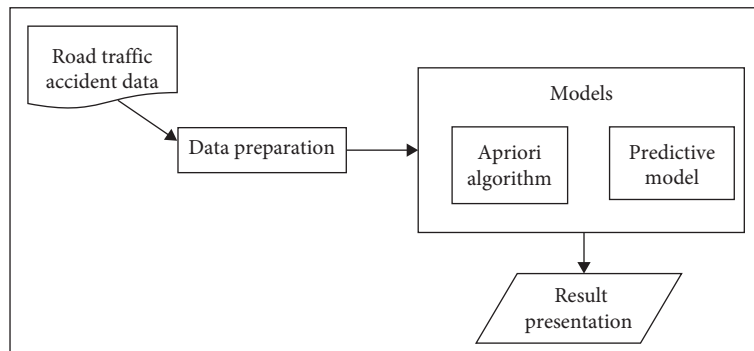 Road traffic
accident data
Data preparation
Models
Apriori
algorithm
Predictive
model
Result
presentation